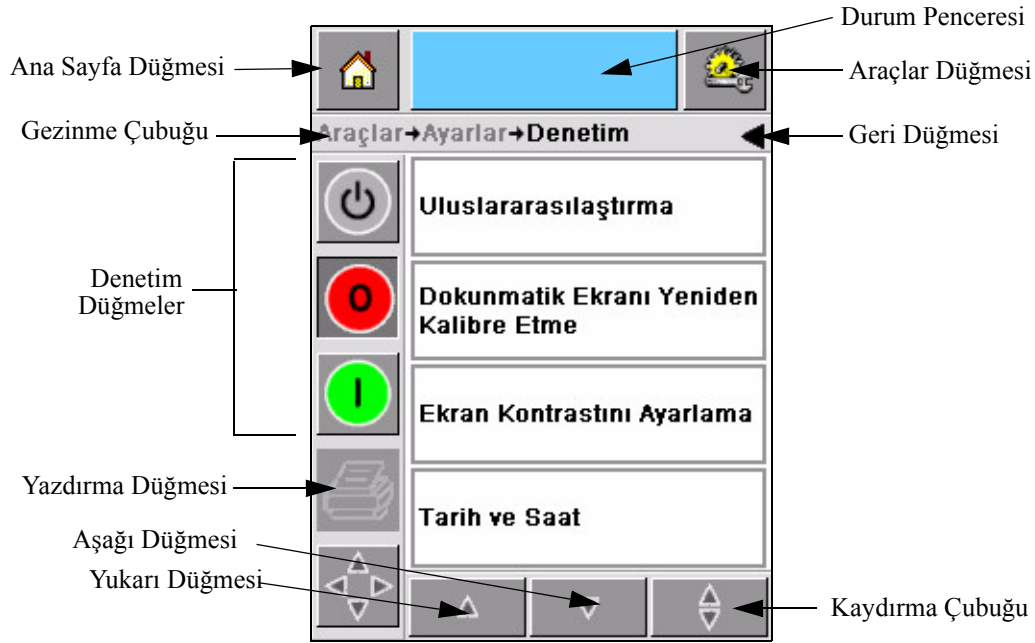 Durum Penceresi
Ana Sayfa Düğmesi
Araçlar Düğmesi
Gezinme Çubuğu
Araçlar→Ayarlar→Denetim
Geri Düğmesi
Uluslararasılaştırma
Denetim
Düğmeler
O
Dokunmatik Ekranı Yeniden
Kalibre Etme
I
Ekran Kontrastını Ayarlama
Yazdırma Düğmesi
Tarih ve Saat
Aşağı Düğmesi
Yukarı Düğmesi
Kaydırma Çubuğu